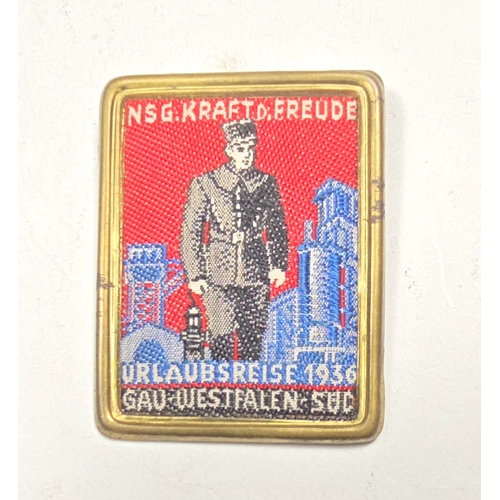 NSG. KRAFT D. FREUDE
URLAUBSREISE 1936
GAU-WESTFALEN-SÜD